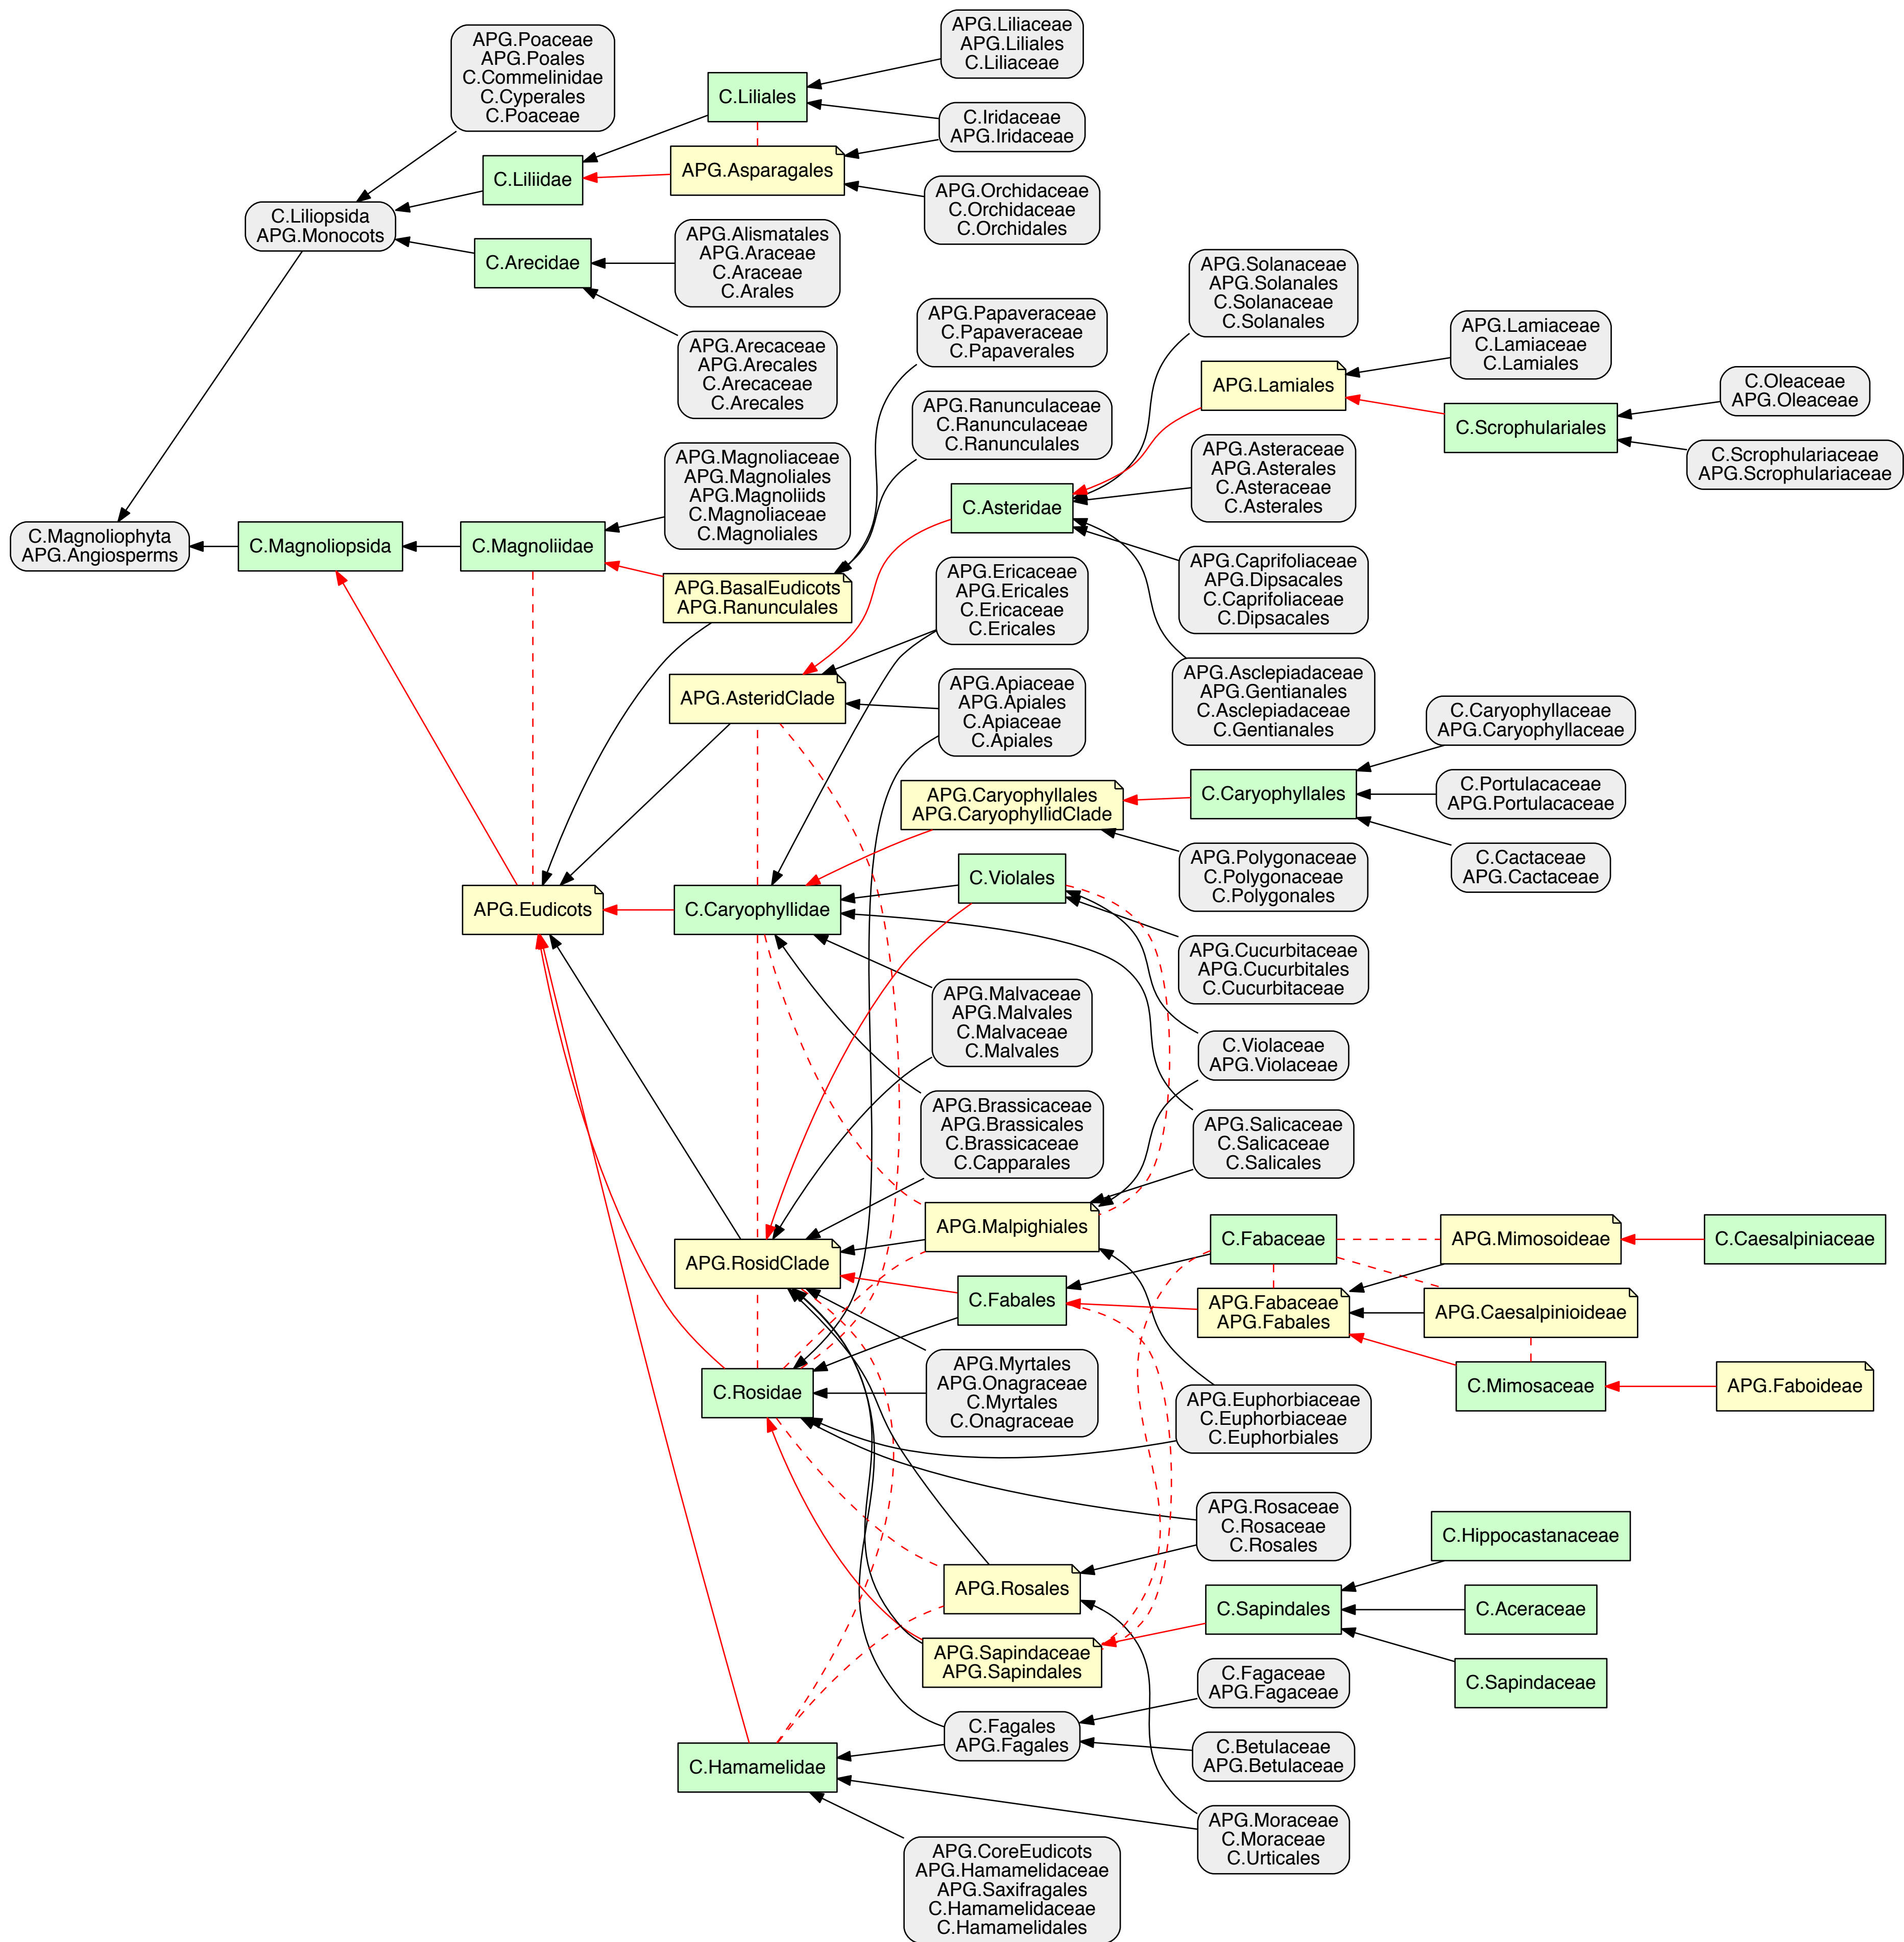 APG.Poaceae
APG.Poales
C.Commelinidae
C.Cyperales
C.Poaceae
APG.Liliaceae
APG.Liliales
C.Liliaceae
C.Liliales
C.Iridaceae
APG.Iridaceae
C.Liliidae
APG.Asparagales
APG.Orchidaceae
C.Orchidaceae
C.Orchidales
C.Liliopsida
APG.Monocots
C.Arecidae
APG.Alismatales
APG.Araceae
C.Araceae
C.Arales
APG.Arecaceae
APG.Arecales
C.Arecaceae
C.Arecales
APG.Papaveraceae
C.Papaveraceae
C.Papaverales
APG.Solanaceae
APG.Solanales
C.Solanaceae
C.Solanales
APG.Lamiales
APG.Lamiaceae
C.Lamiaceae
C.Lamiales
C.Scrophulariales
C.Oleaceae
APG.Oleaceae
C.Scrophulariaceae
APG.Scrophulariaceae
APG.Ranunculaceae
C.Ranunculaceae
C.Ranunculales
APG.Magnoliaceae
APG.Magnoliales
APG.Magnoliids
C.Magnoliaceae
C.Magnoliales
C.Asteridae
APG.Asteraceae
APG.Asterales
C.Asteraceae
C.Asterales
C.Magnoliophyta
APG.Angiosperms
C.Magnoliopsida
C.Magnoliidae
APG.BasalEudicots
APG.Ranunculales
APG.Ericaceae
APG.Ericales
C.Ericaceae
C.Ericales
APG.Caprifoliaceae
APG.Dipsacales
C.Caprifoliaceae
C.Dipsacales
APG.AsteridClade
APG.Apiaceae
APG.Apiales
C.Apiaceae
C.Apiales
APG.Asclepiadaceae
APG.Gentianales
C.Asclepiadaceae
C.Gentianales
C.Caryophyllaceae
APG.Caryophyllaceae
APG.Caryophyllales
APG.CaryophyllidClade
C.Caryophyllales
C.Portulacaceae
APG.Portulacaceae
C.Cactaceae
APG.Cactaceae
APG.Eudicots
C.Caryophyllidae
C.Violales
APG.Polygonaceae
C.Polygonaceae
C.Polygonales
APG.Cucurbitaceae
APG.Cucurbitales
C.Cucurbitaceae
APG.Malvaceae
APG.Malvales
C.Malvaceae
C.Malvales
C.Violaceae
APG.Violaceae
APG.Brassicaceae
APG.Brassicales
C.Brassicaceae
C.Capparales
APG.Salicaceae
C.Salicaceae
C.Salicales
APG.Malpighiales
APG.RosidClade
C.Fabaceae
APG.Mimosoideae
C.Caesalpiniaceae
C.Fabales
APG.Fabaceae
APG.Fabales
APG.Caesalpinioideae
C.Rosidae
APG.Myrtales
APG.Onagraceae
C.Myrtales
C.Onagraceae
APG.Euphorbiaceae
C.Euphorbiaceae
C.Euphorbiales
C.Mimosaceae
APG.Faboideae
APG.Rosaceae
C.Rosaceae
C.Rosales
C.Hippocastanaceae
APG.Rosales
C.Sapindales
C.Aceraceae
APG.Sapindaceae
APG.Sapindales
C.Sapindaceae
C.Fagaceae
APG.Fagaceae
C.Fagales
APG.Fagales
C.Betulaceae
APG.Betulaceae
C.Hamamelidae
APG.Moraceae
C.Moraceae
C.Urticales
APG.CoreEudicots
APG.Hamamelidaceae
APG.Saxifragales
C.Hamamelidaceae
C.Hamamelidales